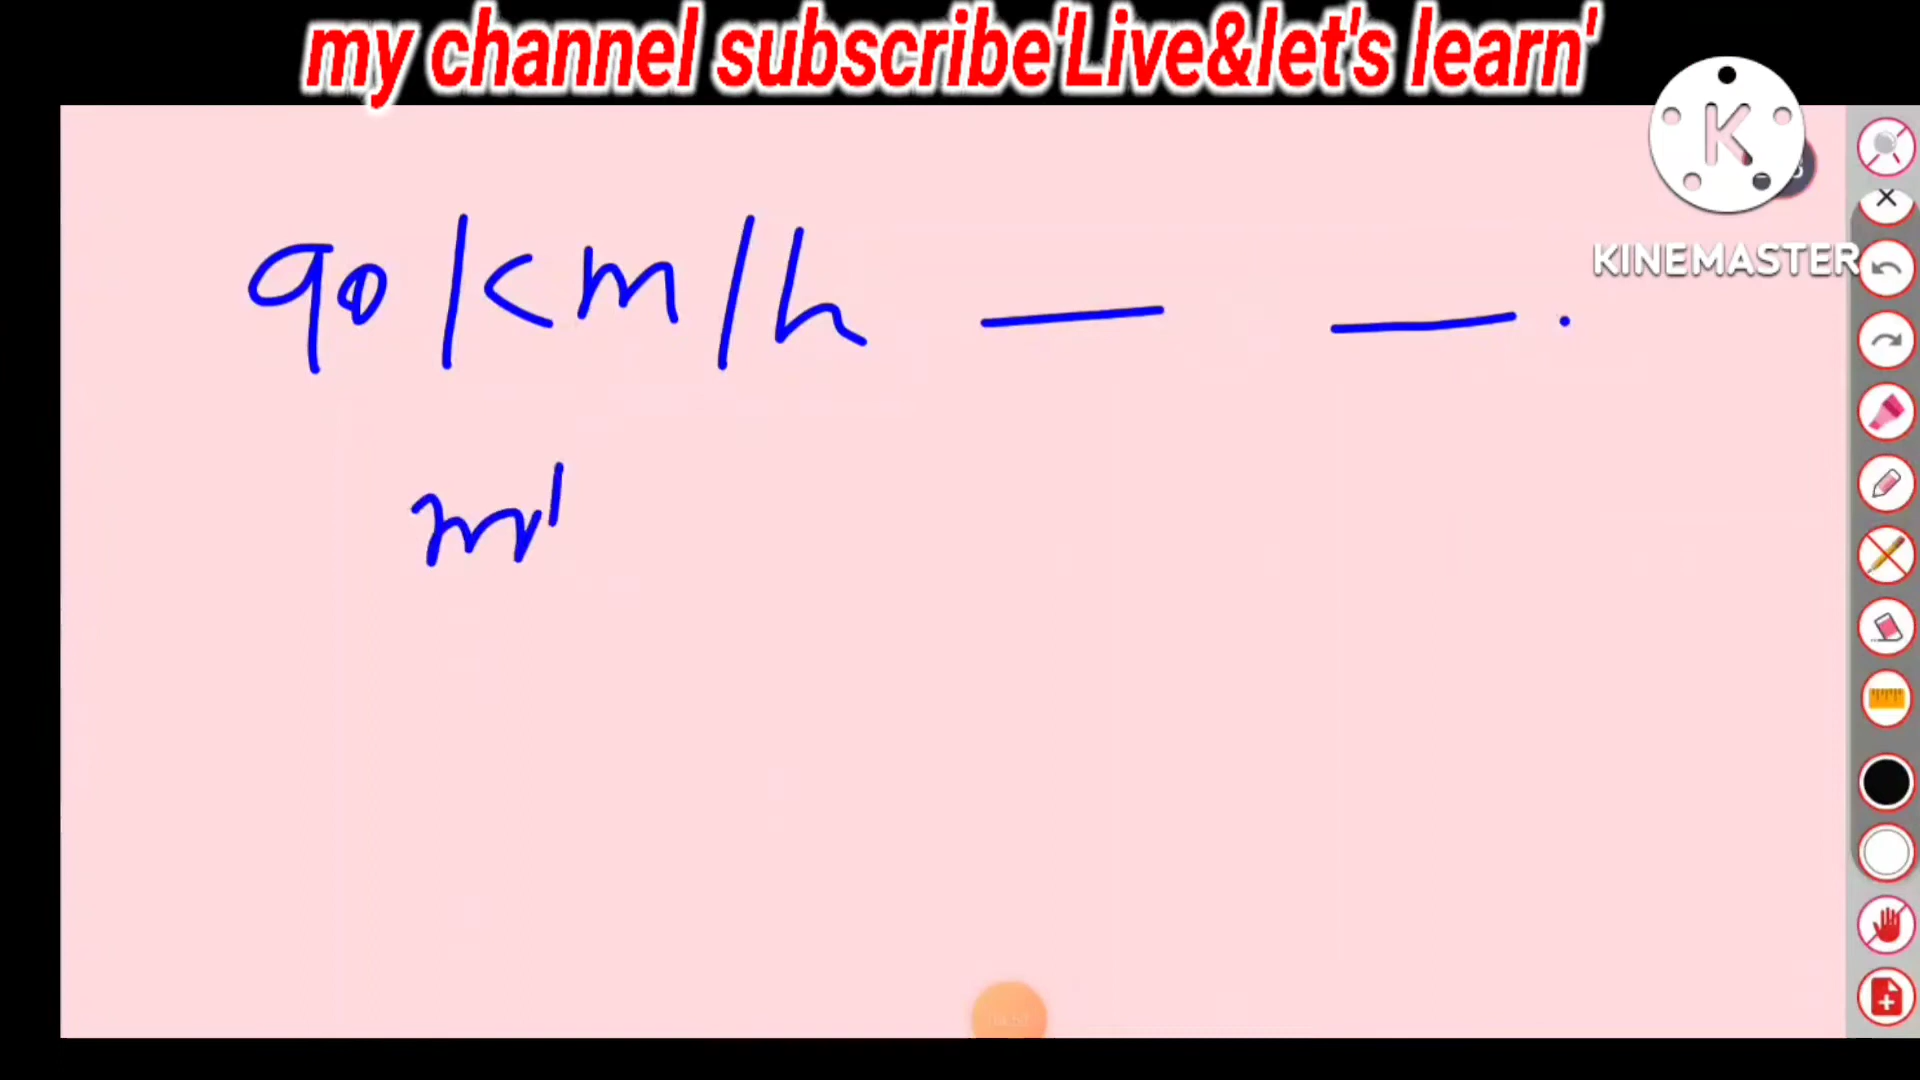 my channel subscribe'Live&let's learn'
K
KINEMASTER
90 km/h — — .